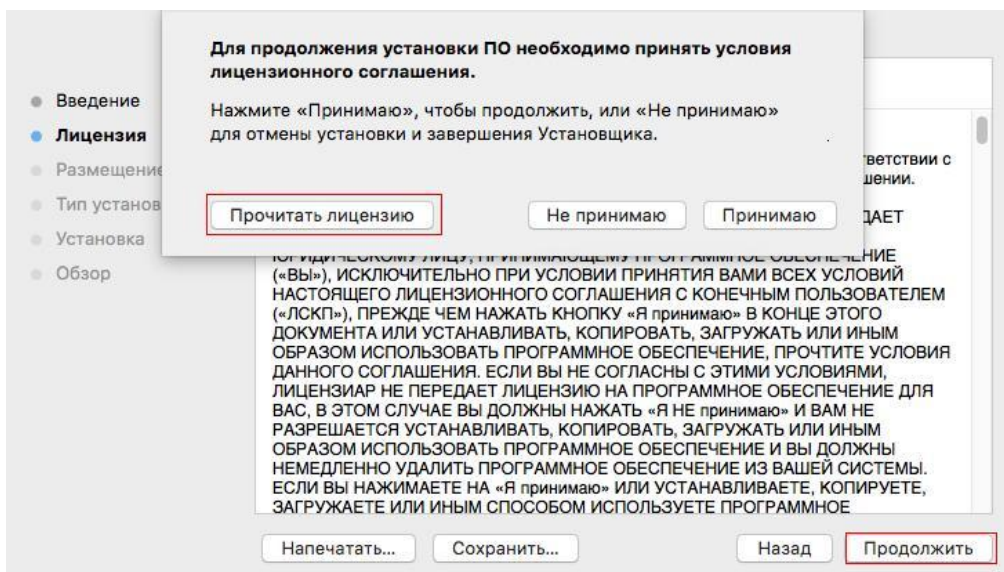 Для продолжения установки ПО необходимо принять условия
лицензионного соглашения.
Нажмите «Принимаю», чтобы продолжить, или «Не принимаю»
для отмены установки и завершения Установщика.
Прочитать лицензию
Не принимаю
Принимаю
Введение
Лицензия
Размещение
Тип установ
Установка
Обзор
тветствии с
шении.
ДАЕТ
ЮРИДИЧЕСКОМУ ЛИЦУ, ПРИНИМАЮЩЕМУ ПРОГРАММНОЕ ОБЕСПЕЧЕНИЕ
(«ВЫ»), ИСКЛЮЧИТЕЛЬНО ПРИ УСЛОВИИ ПРИНЯТИЯ ВАМИ ВСЕХ УСЛОВИЙ
НАСТОЯЩЕГО ЛИЦЕНЗИОННОГО СОГЛАШЕНИЯ С КОНЕЧНЫМ ПОЛЬЗОВАТЕЛЕМ
(«ЛСКП»), ПРЕЖДЕ ЧЕМ НАЖАТЬ КНОПКУ «Я принимаю» В КОНЦЕ ЭТОГО
ДОКУМЕНТА ИЛИ УСТАНАВЛИВАТЬ, КОПИРОВАТЬ, ЗАГРУЖАТЬ ИЛИ ИНЫМ
ОБРАЗОМ ИСПОЛЬЗОВАТЬ ПРОГРАММНОЕ ОБЕСПЕЧЕНИЕ, ПРОЧТИТЕ УСЛОВИЯ
ДАННОГО СОГЛАШЕНИЯ. ЕСЛИ ВЫ НЕ СОГЛАСНЫ С ЭТИМИ УСЛОВИЯМИ,
ЛИЦЕНЗИАР НЕ ПЕРЕДАЕТ ЛИЦЕНЗИЮ НА ПРОГРАММНОЕ ОБЕСПЕЧЕНИЕ ДЛЯ
ВАС, В ЭТОМ СЛУЧАЕ ВЫ ДОЛЖНЫ НАЖАТЬ «Я НЕ принимаю» И ВАМ НЕ
РАЗРЕШАЕТСЯ УСТАНАВЛИВАТЬ, КОПИРОВАТЬ, ЗАГРУЖАТЬ ИЛИ ИНЫМ
ОБРАЗОМ ИСПОЛЬЗОВАТЬ ПРОГРАММНОЕ ОБЕСПЕЧЕНИЕ И ВЫ ДОЛЖНЫ
НЕМЕДЛЕННО УДАЛИТЬ ПРОГРАММНОЕ ОБЕСПЕЧЕНИЕ ИЗ ВАШЕЙ СИСТЕМЫ.
ЕСЛИ ВЫ НАЖИМАЕТЕ НА «Я принимаю» ИЛИ УСТАНАВЛИВАЕТЕ, КОПИРУЕТЕ,
ЗАГРУЖАЕТЕ ИЛИ ИНЫМ СПОСОБОМ ИСПОЛЬЗУЕТЕ ПРОГРАММНОЕ
Напечатать...
Сохранить...
Назад
Продолжить